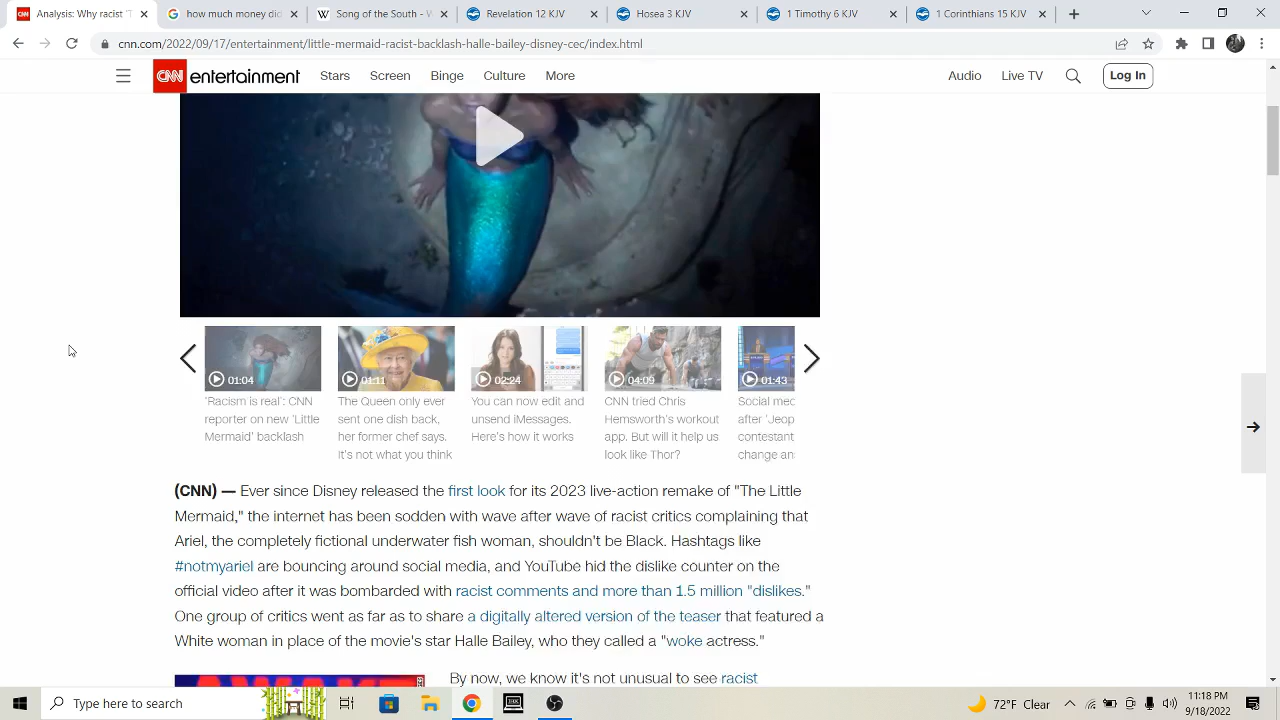 Analysis: Why racist "T
how much money did
Song of the South - W
Revelation 12 KJV
Hosea 3 KJV
1 Timothy 6 KJV
1 Corinthians 15 KJV
cnn.com/2022/09/17/entertainment/little-mermaid-racist-backlash-halle-bailey-disney-cec/index.html
CNN entertainment Stars Screen Binge Culture More Audio Live TV Log In
01:04
01:11
02:24
04:09
01:43
'Racism is real': CNN
reporter on new 'Little
Mermaid' backlash
The Queen only ever
sent one dish back,
her former chef says.
It's not what you think
You can now edit and
unsend iMessages.
Here's how it works
CNN tried Chris
Hemsworth's workout
app. But will it help us
look like Thor?
Social med
after 'Jeop
contestant
change an
(CNN) — Ever since Disney released the first look for its 2023 live-action remake of "The Little
Mermaid," the internet has been sodden with wave after wave of racist critics complaining that
Ariel, the completely fictional underwater fish woman, shouldn't be Black. Hashtags like
#notmyariel are bouncing around social media, and YouTube hid the dislike counter on the
official video after it was bombarded with racist comments and more than 1.5 million "dislikes."
One group of critics went as far as to share a digitally altered version of the teaser that featured a
White woman in place of the movie's star Halle Bailey, who they called a "woke actress."
By now, we know it's not unusual to see racist
Type here to search
72°F Clear
11:18 PM
9/18/2022